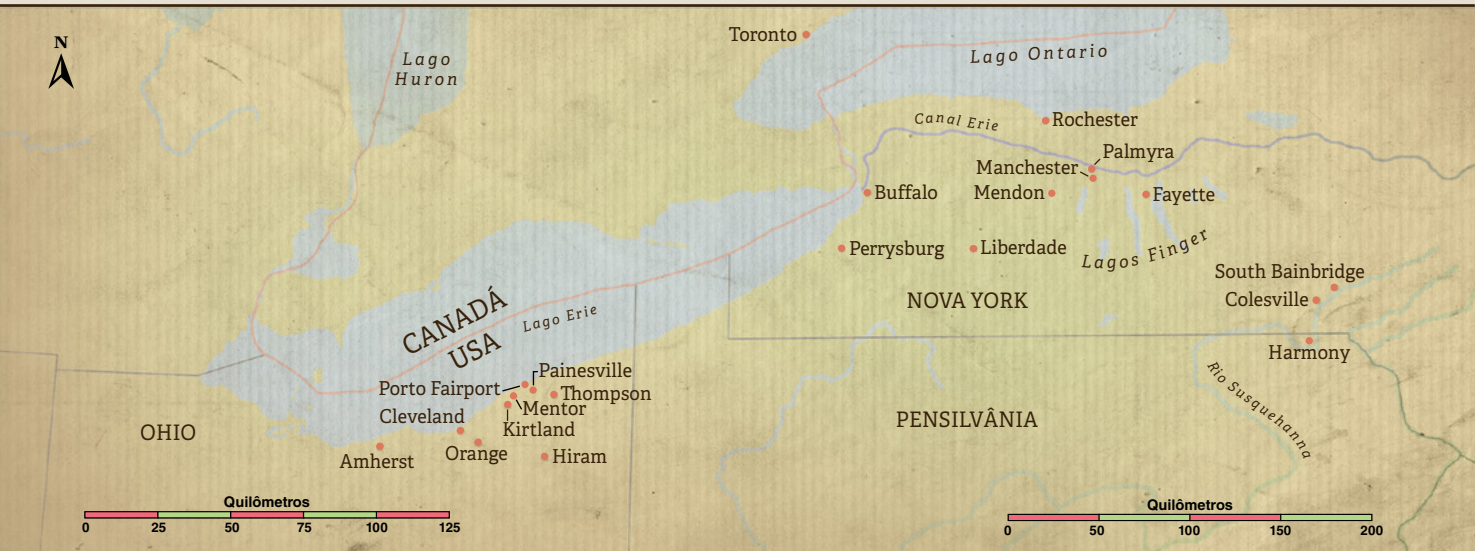 N
Toronto
Lago
Huron
Lago Ontario
Canal Erie
Rochester
Palmyra
Manchester
Buffalo
Mendon
Fayette
Perrysburg
Liberdade
Lagos Finger
South Bainbridge
Colesville
NOVA YORK
CANADÁ
USA
Lago Erie
Harmony
Rio Susquehanna
Painesville
Porto Fairport
Thompson
Mentor
Cleveland
Kirtland
PENSILVÂNIA
OHIO
Amherst
Orange
Hiram
Quilômetros
0 25 50 75 100 125
Quilômetros
0 50 100 150 200